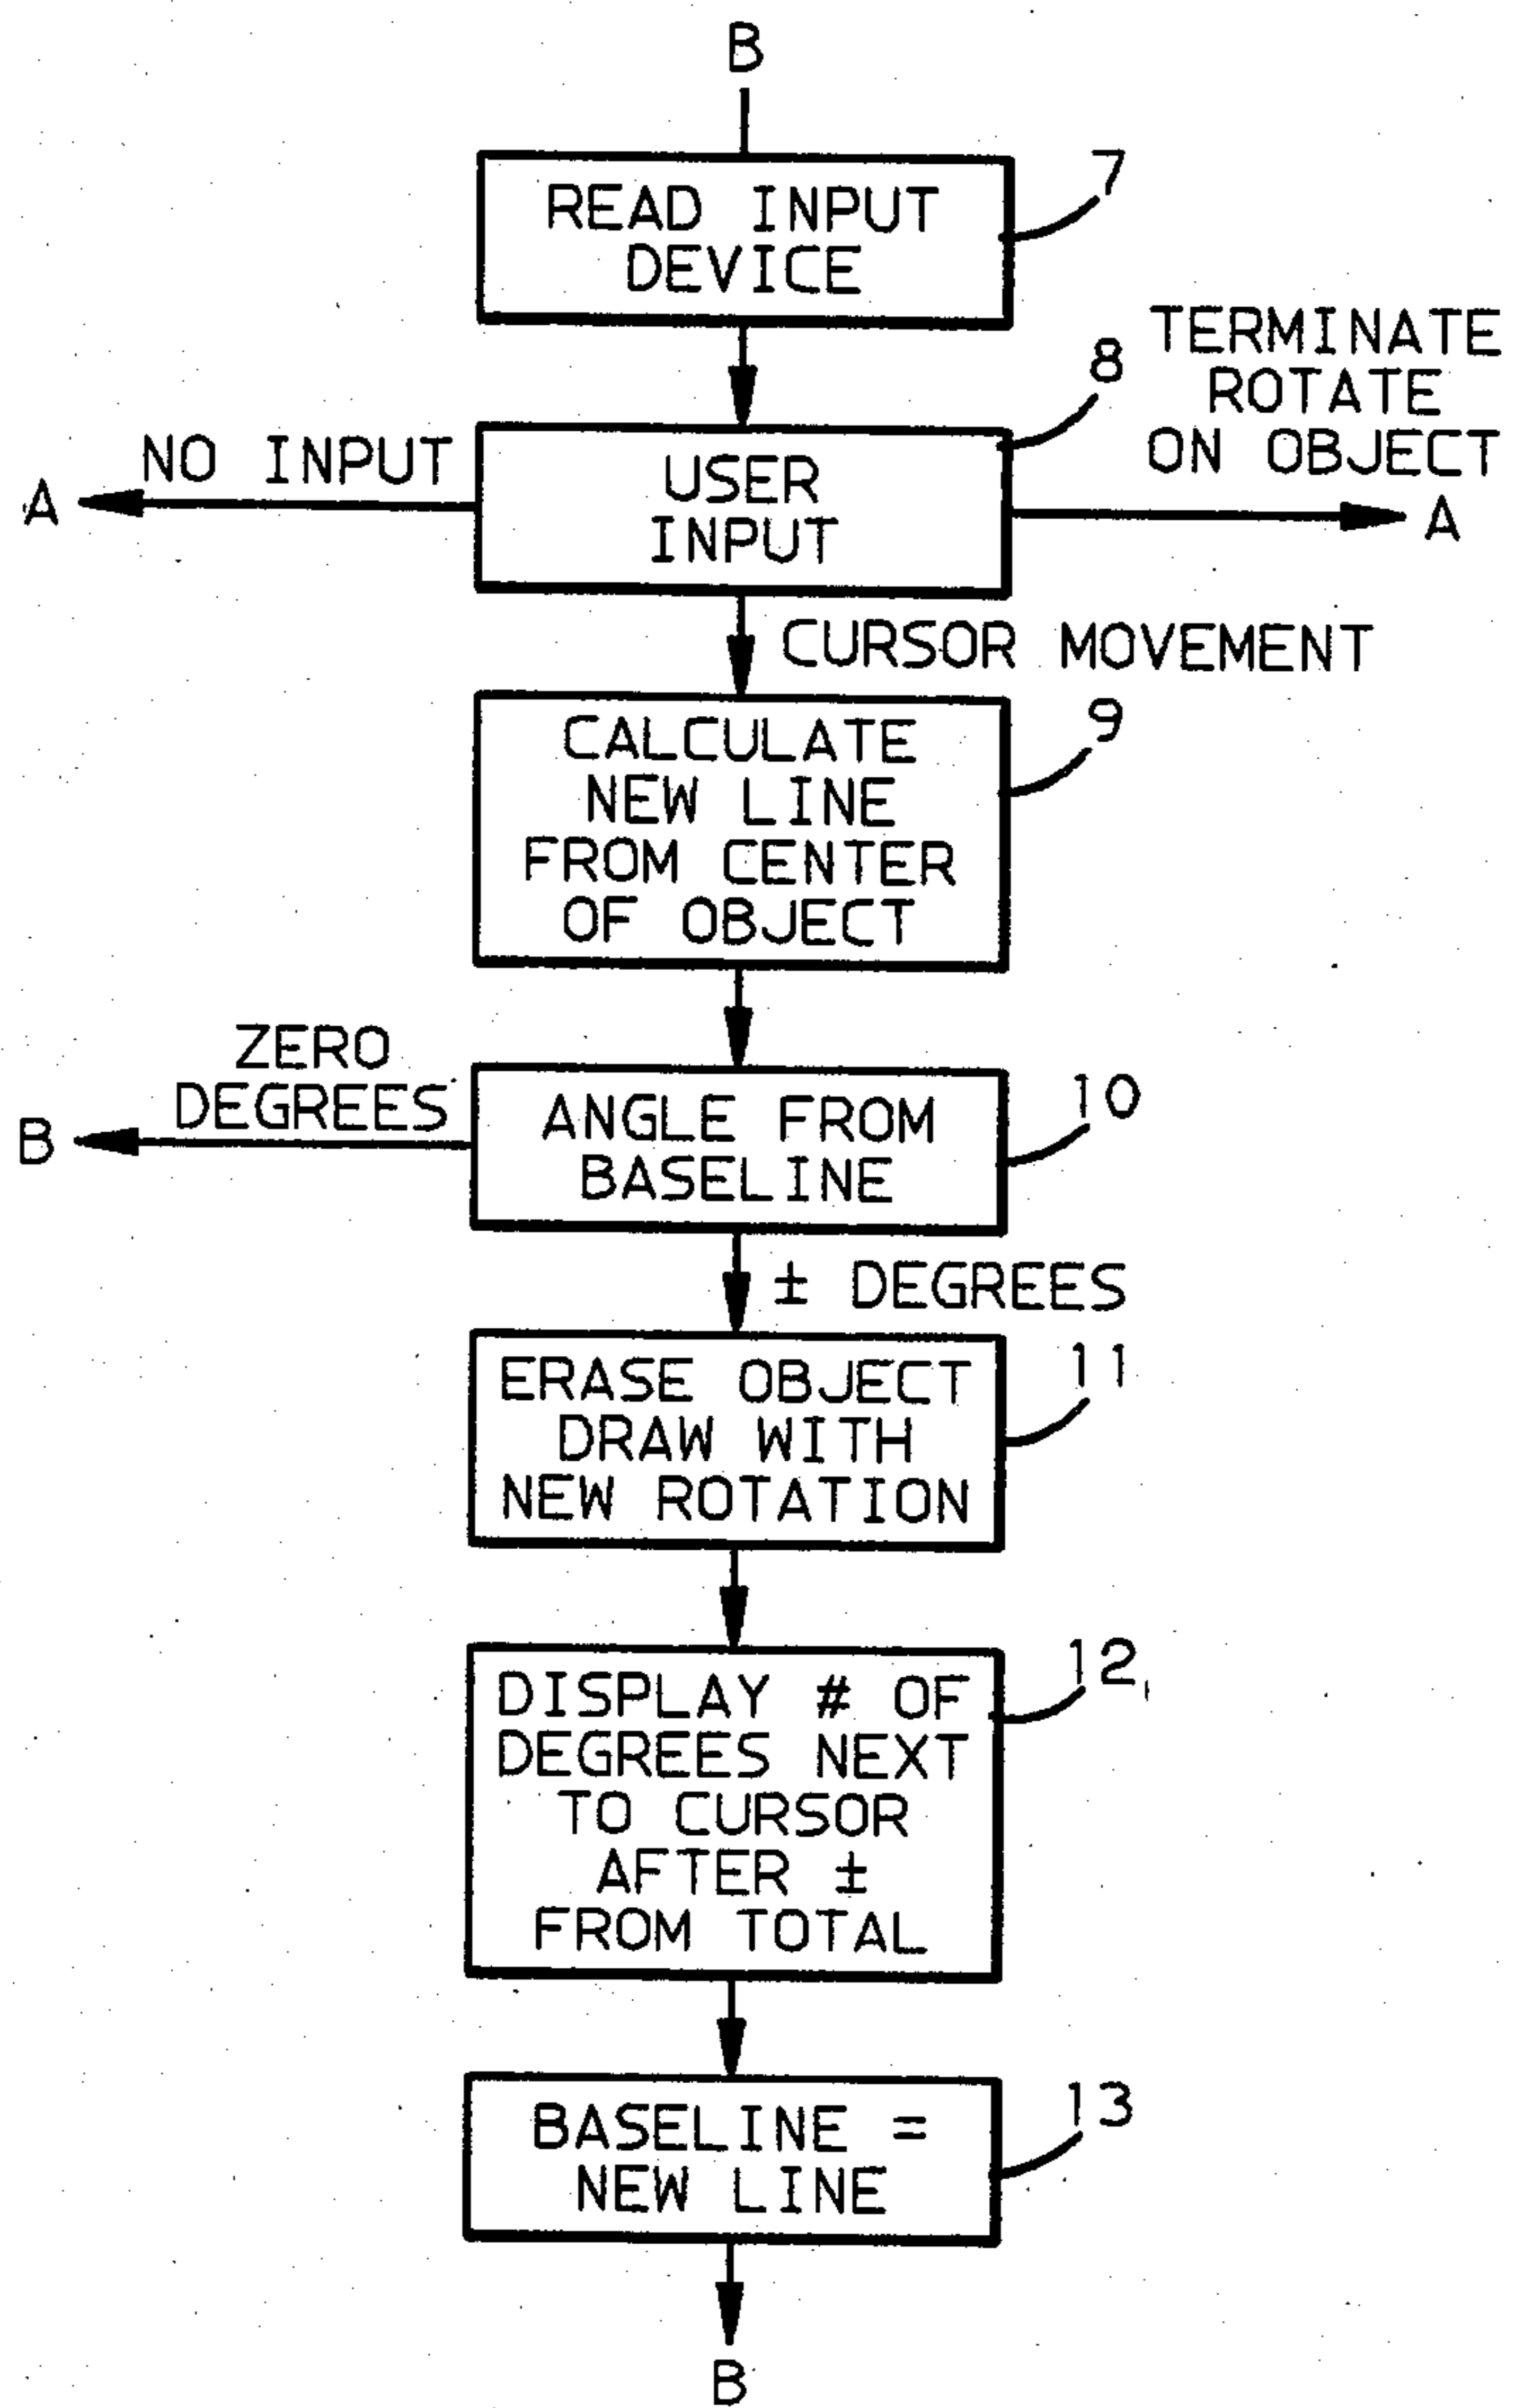 B
READ INPUT
DEVICE
7
TERMINATE
ROTATE
ON OBJECT
8
NO INPUT
A
USER
INPUT
A
CURSOR MOVEMENT
CALCULATE
NEW LINE
FROM CENTER
OF OBJECT
9
ZERO
DEGREES
B
ANGLE FROM
BASELINE
10
± DEGREES
ERASE OBJECT
DRAW WITH
NEW ROTATION
11
DISPLAY # OF
DEGREES NEXT
TO CURSOR
AFTER ±
FROM TOTAL
12
BASELINE =
NEW LINE
13
B